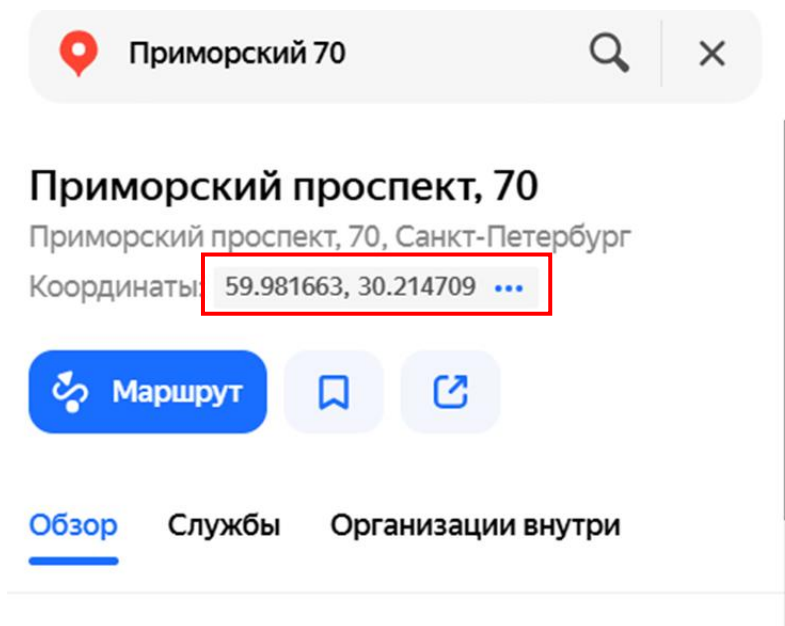 Приморский 70
Приморский проспект, 70
Приморский проспект, 70, Санкт-Петербург
Координаты: 59.981663, 30.214709 •••
Маршрут
Обзор Службы Организации внутри